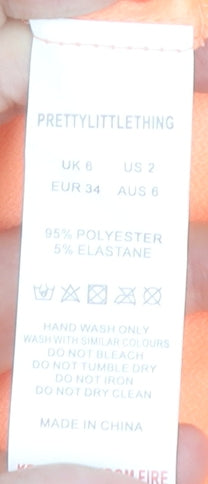 PRETTYLITTLETHING
UK 6 US 2
EUR 34 AUS 6
95% POLYESTER
5% ELASTANE
HAND WASH ONLY
WASH WITH SIMILAR COLOURS
DO NOT BLEACH
DO NOT TUMBLE DRY
DO NOT IRON
DO NOT DRY CLEAN
MADE IN CHINA
FIRE